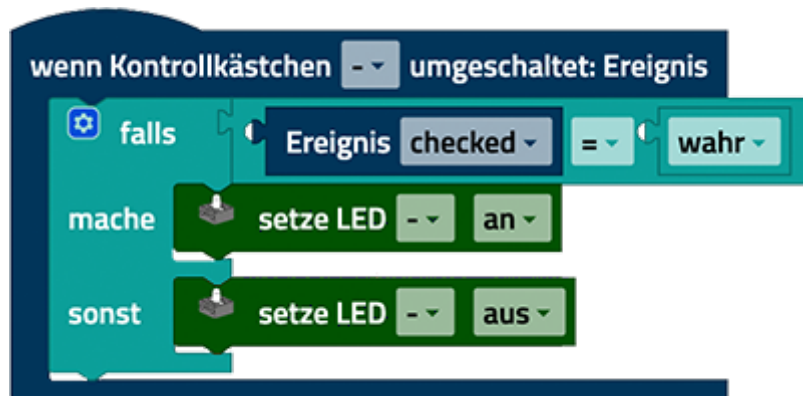 wenn Kontrollkästchen - umgeschaltet: Ereignis
falls Ereignis checked = wahr
mache setze LED - an
sonst setze LED - aus